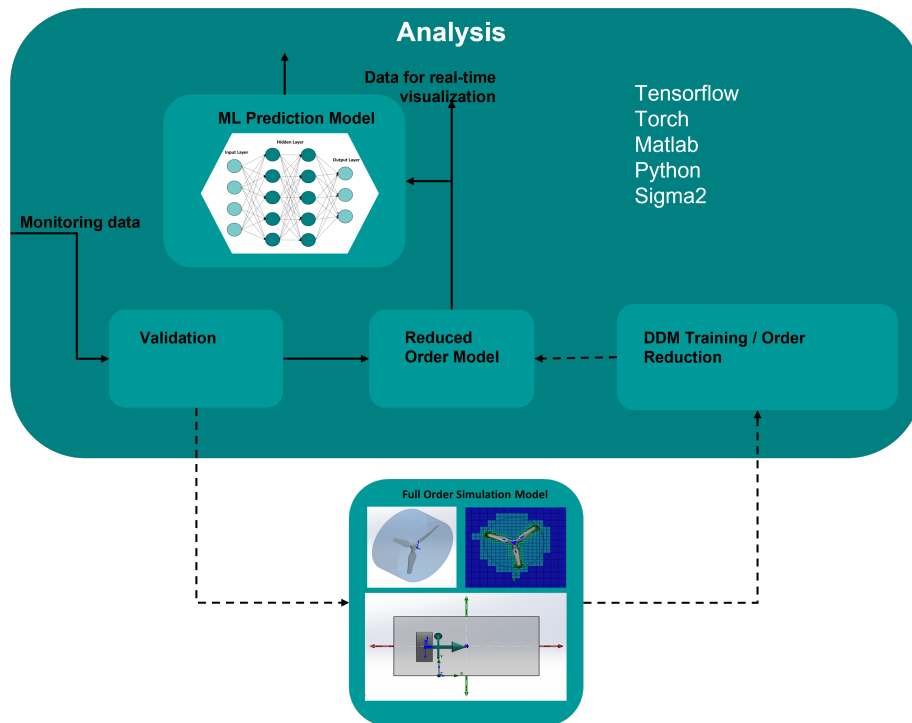 Analysis
Data for real-time
visualization
Tensorflow
Torch
Matlab
Python
Sigma2
ML Prediction Model
Hidden Layer
Input Layer
Output Layer
Monitoring data
Validation
Reduced
Order Model
DDM Training / Order
Reduction
Full Order Simulation Model
Y
Z
X